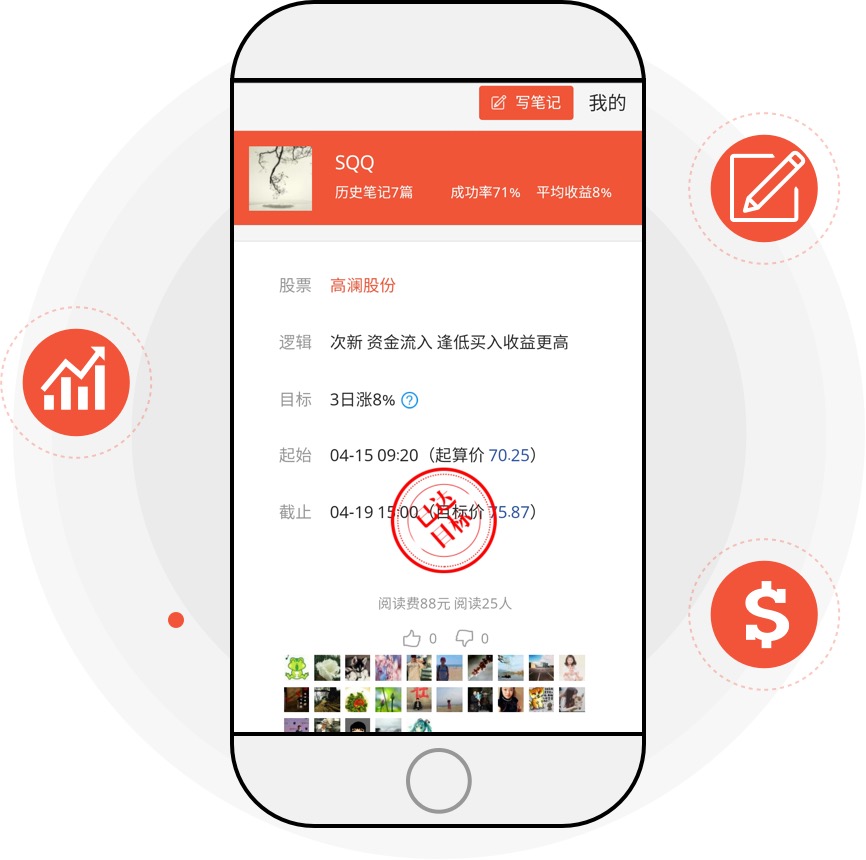 写笔记 我的
SQQ
历史笔记7篇 成功率71% 平均收益8%
股票 高澜股份
逻辑 次新 资金流入 逢低买入收益更高
目标 3日涨8% ?
起始 04-15 09:20（起算价 70.25）
截止 04-19 15:00（目标价 75.87）
已达
目标
阅读费88元 阅读25人
0 0
$